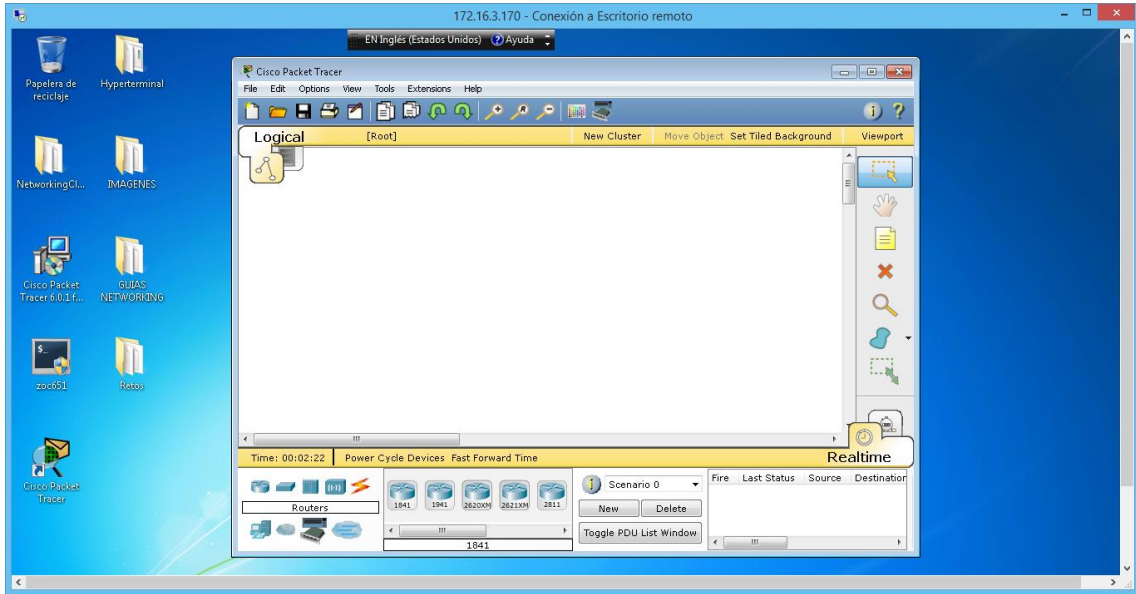 172.16.3.170 - Conexión a Escritorio remoto
EN Inglés (Estados Unidos) Ayuda
Papelera de
reciclaje
Hyperterminal
NetworkingCl...
IMAGENES
Cisco Packet
Tracer 6.0.1 f...
GUIAS
NETWORKING
zoc651
Retos
Cisco Packet
Tracer
Cisco Packet Tracer
File Edit Options View Tools Extensions Help
Logical [Root] New Cluster Move Object Set Tiled Background Viewport
Time: 00:02:22 Power Cycle Devices Fast Forward Time Realtime
Routers
1841 1941 2620XM 2621XM 2811
1841
Scenario 0
New Delete
Toggle PDU List Window
Fire Last Status Source Destination